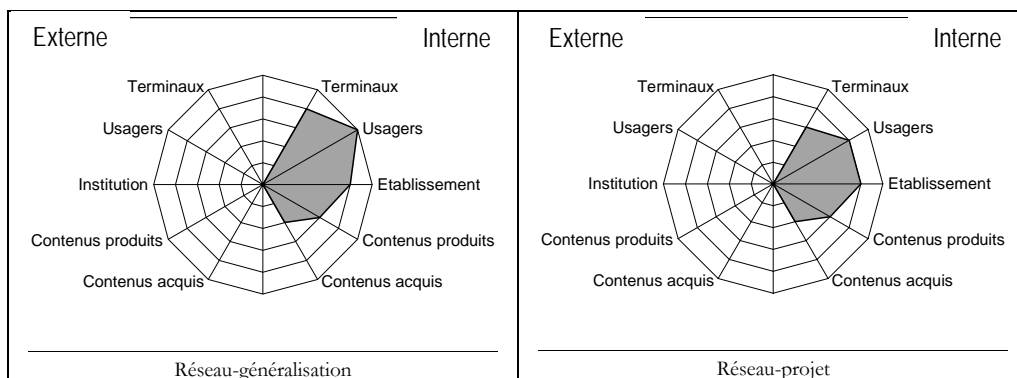 Externe Interne
Terminaux Terminaux
Usagers Usagers
Institution Etablissement
Contenus produits Contenus produits
Contenus acquis Contenus acquis
Réseau-généralisation
Externe Interne
Terminaux Terminaux
Usagers Usagers
Institution Etablissement
Contenus produits Contenus produits
Contenus acquis Contenus acquis
Réseau-projet